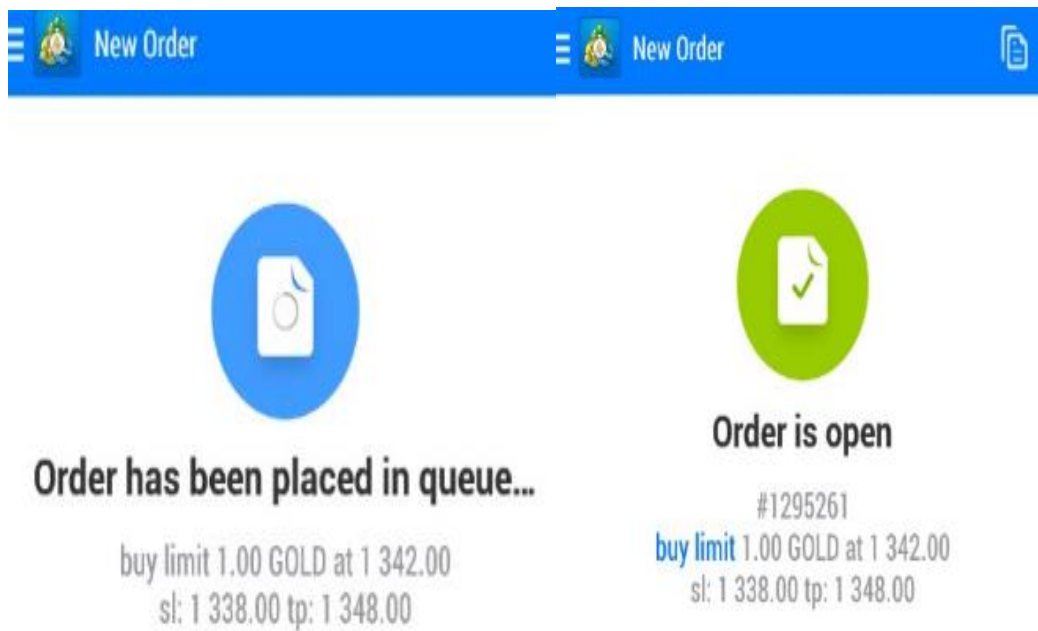 New Order
Order has been placed in queue...
buy limit 1.00 GOLD at 1 342.00
sl: 1 338.00 tp: 1 348.00
New Order
Order is open
#1295261
buy limit 1.00 GOLD at 1 342.00
sl: 1 338.00 tp: 1 348.00